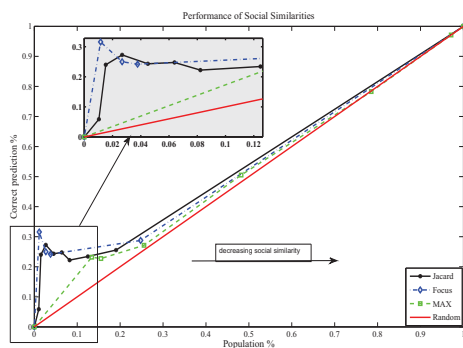 Performance of Social Similarities
Correct prediction %
1
0.9
0.8
0.7
0.6
0.5
0.4
0.3
0.2
0.1
0
0.3
0.2
0.1
0
0 0.02 0.04 0.06 0.08 0.1 0.12
decreasing social similarity
Jacard
Focus
MAX
Random
0 0.1 0.2 0.3 0.4 0.5 0.6 0.7 0.8 0.9
Population %